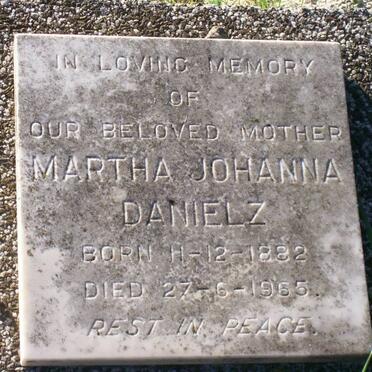 IN LOVING MEMORY
OF
OUR BELOVED MOTHER
MARTHA JOHANNA
DANIELZ
BORN 11-12-1882
DIED 27-6-1965.
REST IN PEACE.